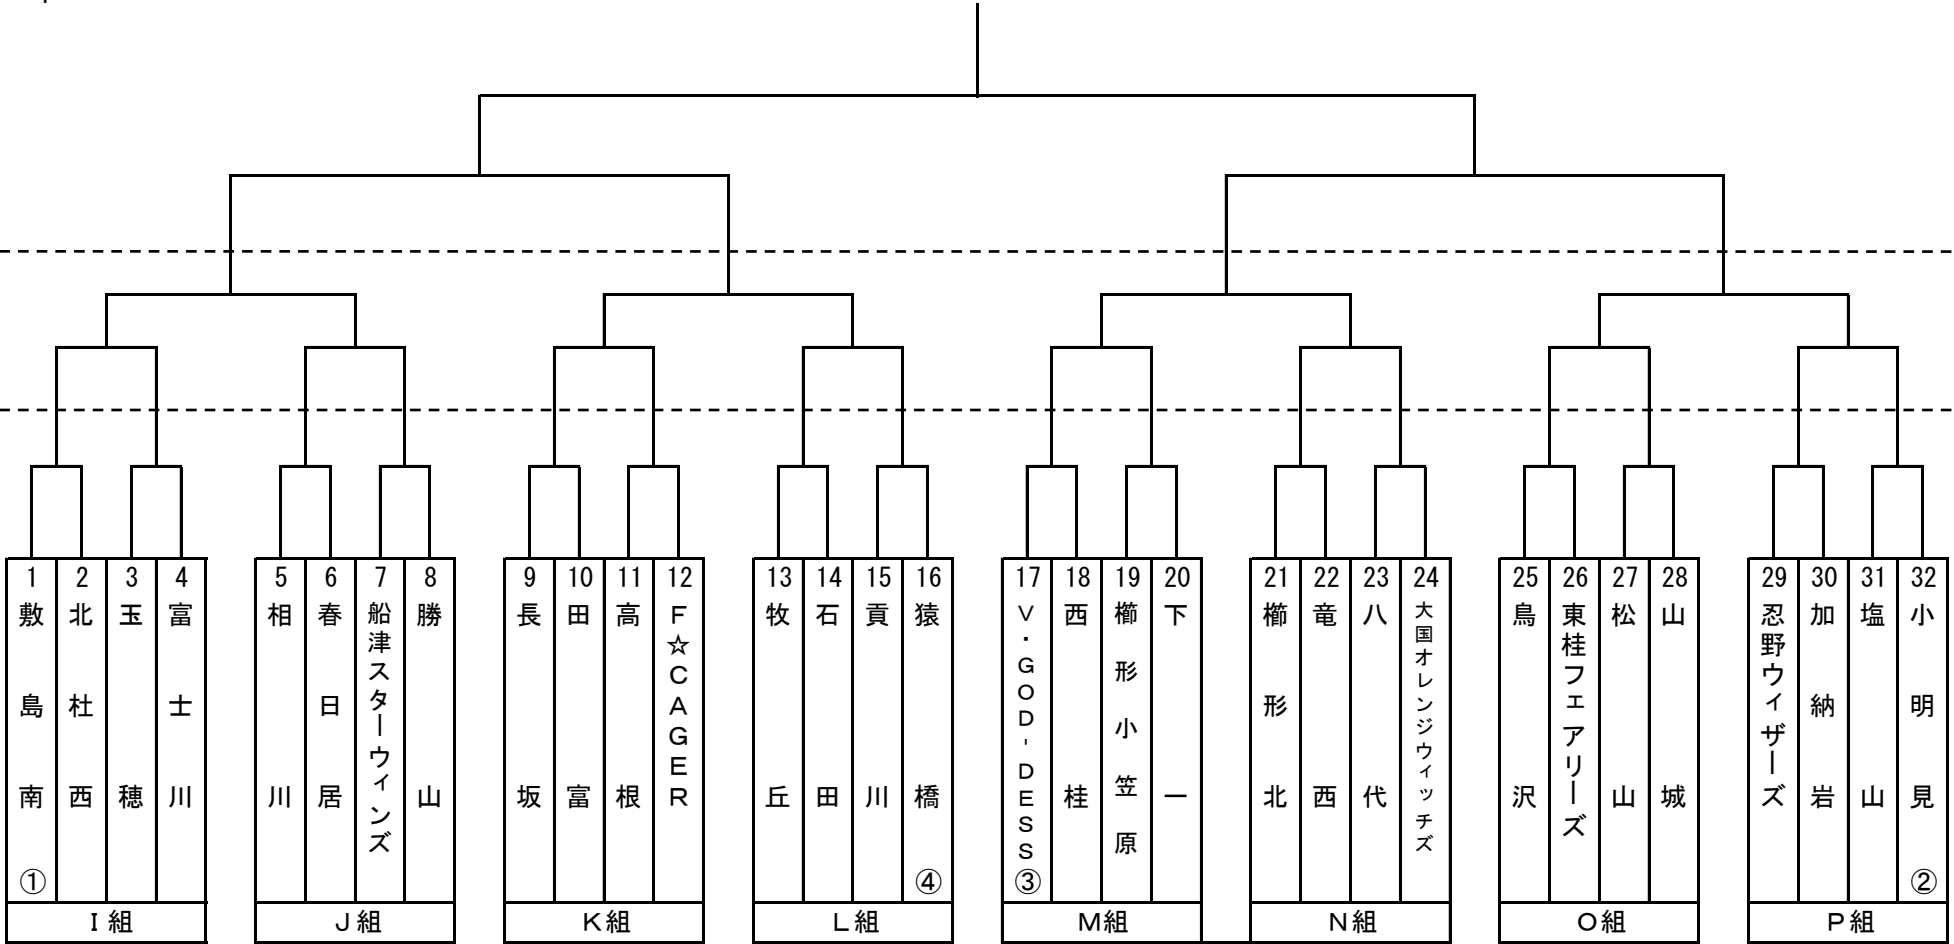 1 敷島南 ①
2 北杜西
3 玉穂
4 富士川
I組
5 相川
6 春日居
7 船津スターウィンズ
8 勝山
J組
9 長坂
10 田富
11 高根
12 F☆CAGER
K組
13 牧丘
14 石田
15 貢川
16 猿橋 ④
L組
17 V・GOD'DESS ③
18 西桂
19 櫛形小笠原
20 下一
M組
21 櫛形北
22 竜西
23 八代
24 大国オレンジウィッチズ
N組
25 鳥沢
26 東桂フェアリーズ
27 松山
28 山城
O組
29 忍野ウィザーズ
30 加納岩
31 塩山
32 小明見 ②
P組